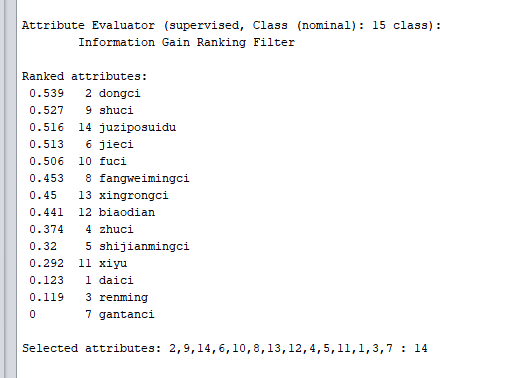 Attribute Evaluator (supervised, Class (nominal): 15 class):
Information Gain Ranking Filter
Ranked attributes:
0.539 2 dongci
0.527 9 shuci
0.516 14 juziposuidu
0.513 6 jieci
0.506 10 fuci
0.453 8 fangweimingci
0.45 13 xingrongci
0.441 12 biaodian
0.374 4 zhuci
0.32 5 shijianmingci
0.292 11 xiyu
0.123 1 daici
0.119 3 renming
0 7 gantanci
Selected attributes: 2,9,14,6,10,8,13,12,4,5,11,1,3,7 : 14